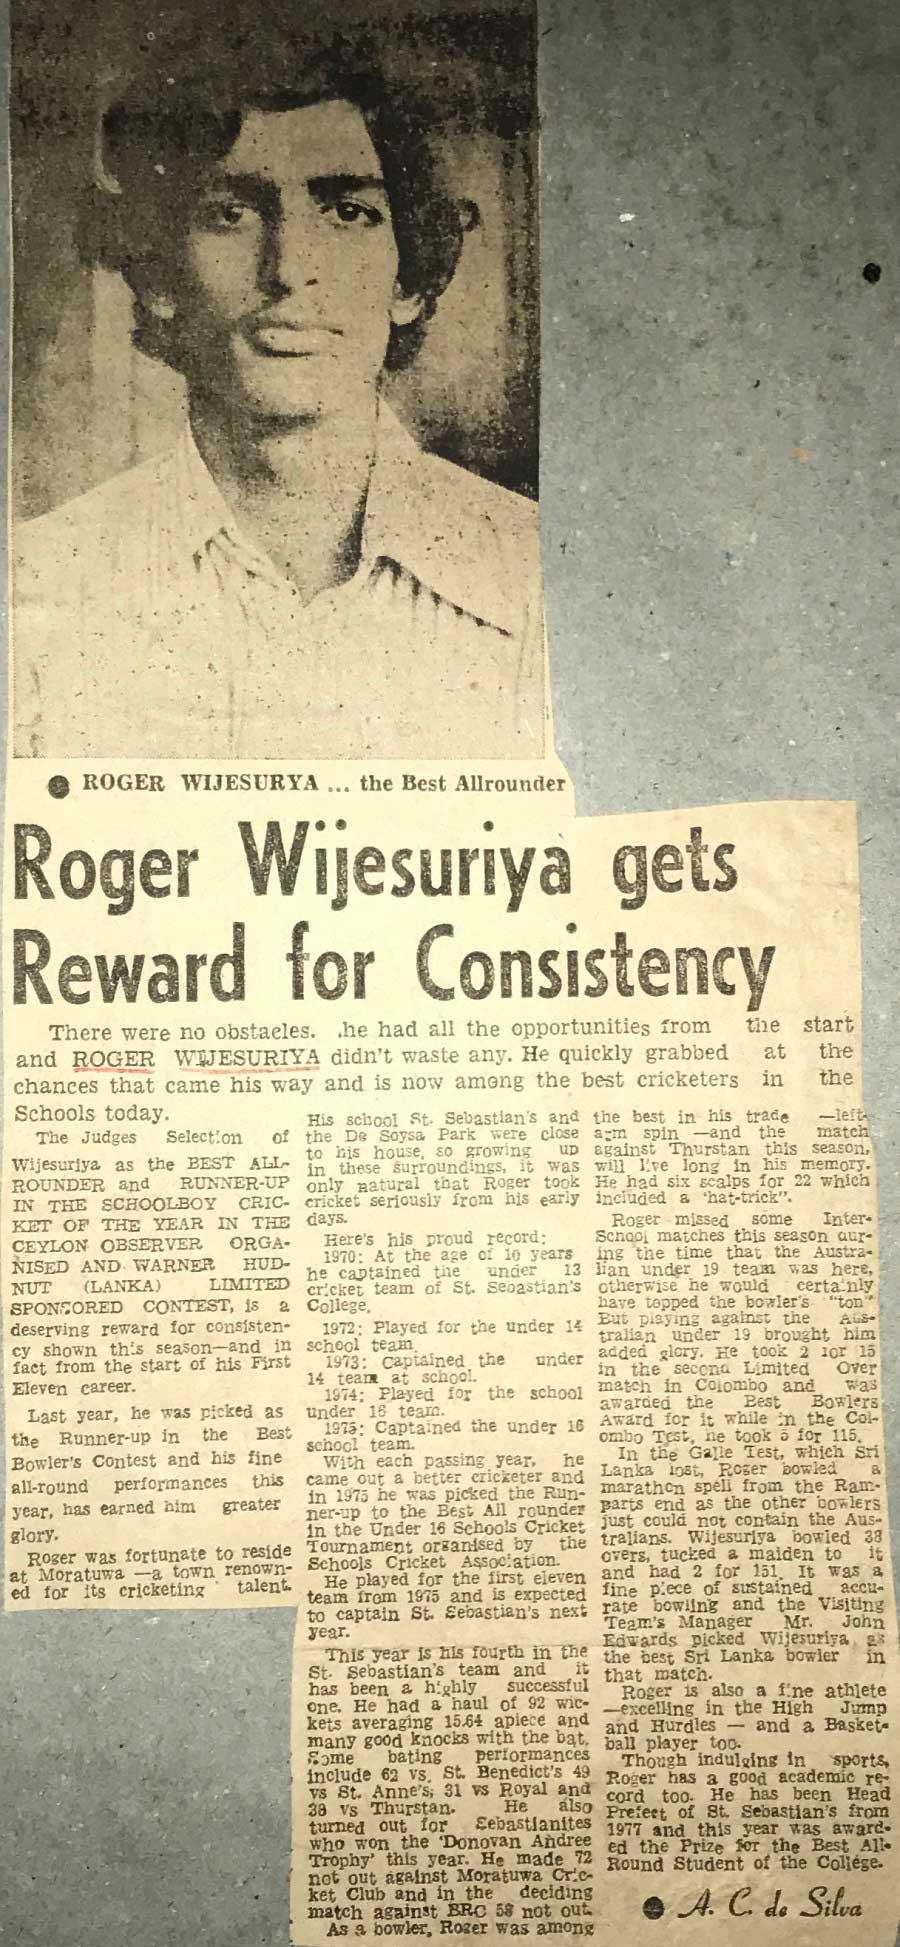 ● ROGER WIJESURYA ... the Best Allrounder
Roger Wijesuriya gets
Reward for Consistency
There were no obstacles. .he had all the opportunities from the start
and ROGER WIJESURIYA didn't waste any. He quickly grabbed at the
chances that came his way and is now among the best cricketers in the
Schools today.
The Judges Selection of
Wijesuriya as the BEST ALL-
ROUNDER and RUNNER-UP
IN THE SCHOOLBOY CRIC-
KET OF THE YEAR IN THE
CEYLON OBSERVER ORGA-
NISED AND WARNER HUD-
NUT (LANKA) LIMITED
SPONSORED CONTEST, is a
deserving reward for consisten-
cy shown this season—and in
fact from the start of his First
Eleven career.
Last year, he was picked as
the Runner-up in the Best
Bowler's Contest and his fine
all-round performances this
year, has earned him greater
glory.
Roger was fortunate to reside
at Moratuwa —a town renown-
ed for its cricketing talent.
His school St. Sebastian's and
the De Soysa Park were close
to his house, so growing up
in these surroundings, it was
only natural that Roger took
cricket seriously from his early
days.
Here's his proud record:
1970: At the age of 10 years
he captained the under 13
cricket team of St. Sebastian's
College.
1972: Played for the under 14
school team.
1973: Captained the under
14 team at school.
1974: Played for the school
under 16 team.
1975: Captained the under 16
school team.
With each passing year, he
came out a better cricketer and
in 1975 he was picked the Run-
ner-up to the Best All rounder
in the Under 16 Schools Cricket
Tournament organised by the
Schools Cricket Association.
He played for the first eleven
team from 1975 and is expected
to captain St. Sebastian's next
year.
This year is his fourth in the
St. Sebastian's team and it
has been a highly successful
one. He had a haul of 92 wic-
kets averaging 15.64 apiece and
many good knocks with the bat.
Some bating performances
include 62 vs. St. Benedict's 49
vs St. Anne's; 31 vs Royal and
38 vs Thurstan. He also
turned out for Sebastianites
who won the 'Donovan Andree
Trophy' this year. He made 72
not out against Moratuwa Cric-
ket Club and in the deciding
match against BRC 58 not out.
As a bowler, Roger was among
the best in his trade —left-
arm spin —and the match
against Thurstan this season,
will live long in his memory.
He had six scalps for 22 which
included a 'hat-trick".
Roger missed some Inter-
School matches this season dur-
ing the time that the Austra-
lian under 19 team was here,
otherwise he would certainly
have topped the bowler's "ton"
But playing against the Aus-
tralian under 19 brought him
added glory. He took 2 for 15
in the second Limited Over
match in Colombo and was
awarded the Best Bowlers
Award for it while in the Col-
ombo Test, he took 5 for 115.
In the Galle Test, which Sri
Lanka lost, Roger bowled a
marathon spell from the Ram-
parts end as the other bowlers
just could not contain the Aus-
tralians. Wijesuriya bowled 38
overs, tucked a maiden to it
and had 2 for 151. It was a
fine piece of sustained accu-
rate bowling and the Visiting
Team's Manager Mr. John
Edwards picked Wijesuriya as
the best Sri Lanka bowler in
that match.
Roger is also a fine athlete
—excelling in the High Jump
and Hurdles — and a Basket-
ball player too.
Though indulging in sports,
Roger has a good academic re-
cord too. He has been Head
Prefect of St. Sebastian's from
1977 and this year was award-
ed the Prize for the Best All-
Round Student of the College.
● A. C. de Silva